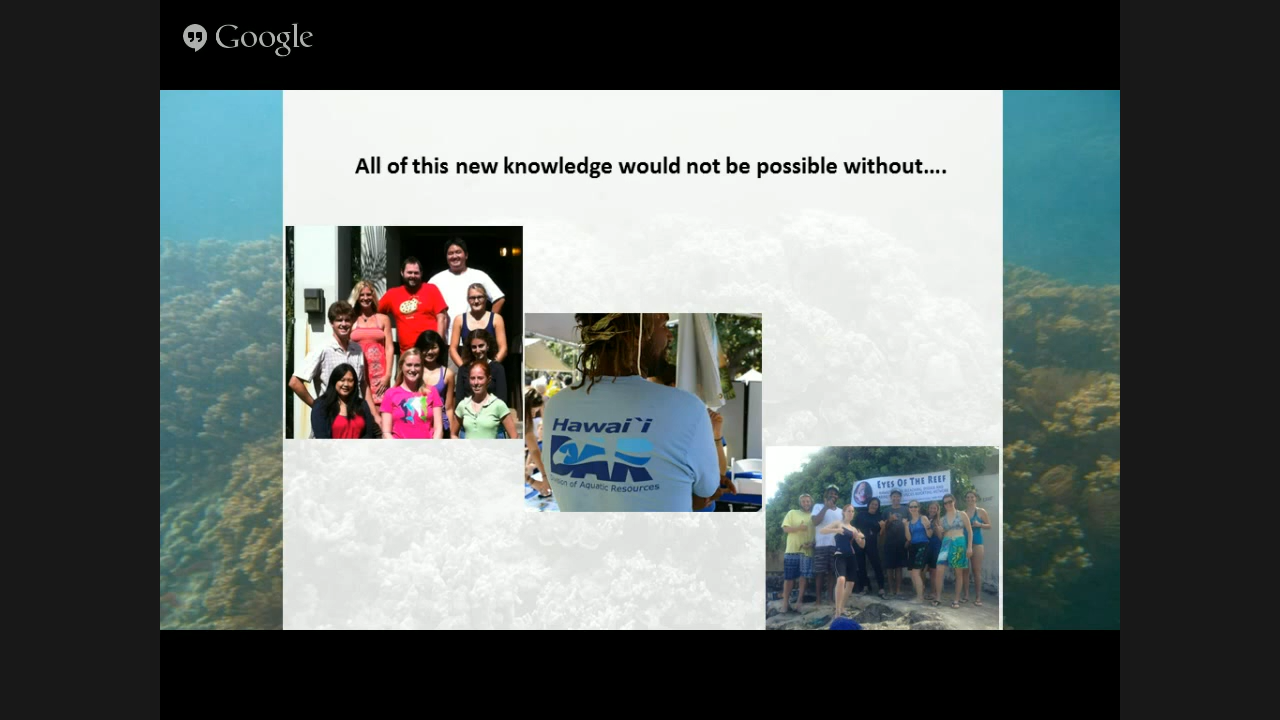 Google
All of this new knowledge would not be possible without....
Hawai`i
DAR
Division of Aquatic Resources
EYES OF THE REEF